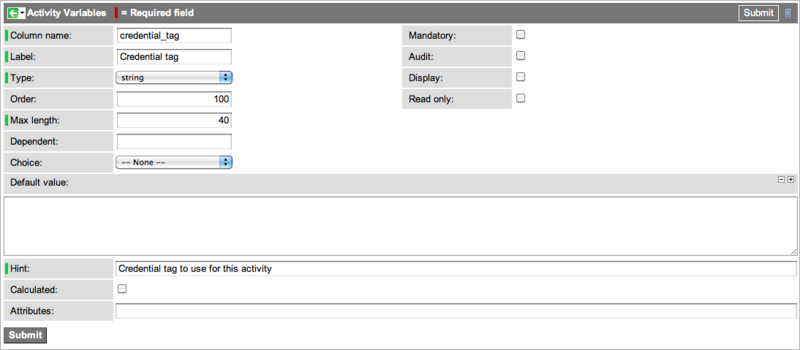 Activity Variables = Required field Submit
Column name: credential_tag Mandatory:
Label: Credential tag Audit:
Type: string Display:
Order: 100 Read only:
Max length: 40
Dependent:
Choice: -- None --
Default value:
Hint: Credential tag to use for this activity
Calculated:
Attributes:
Submit